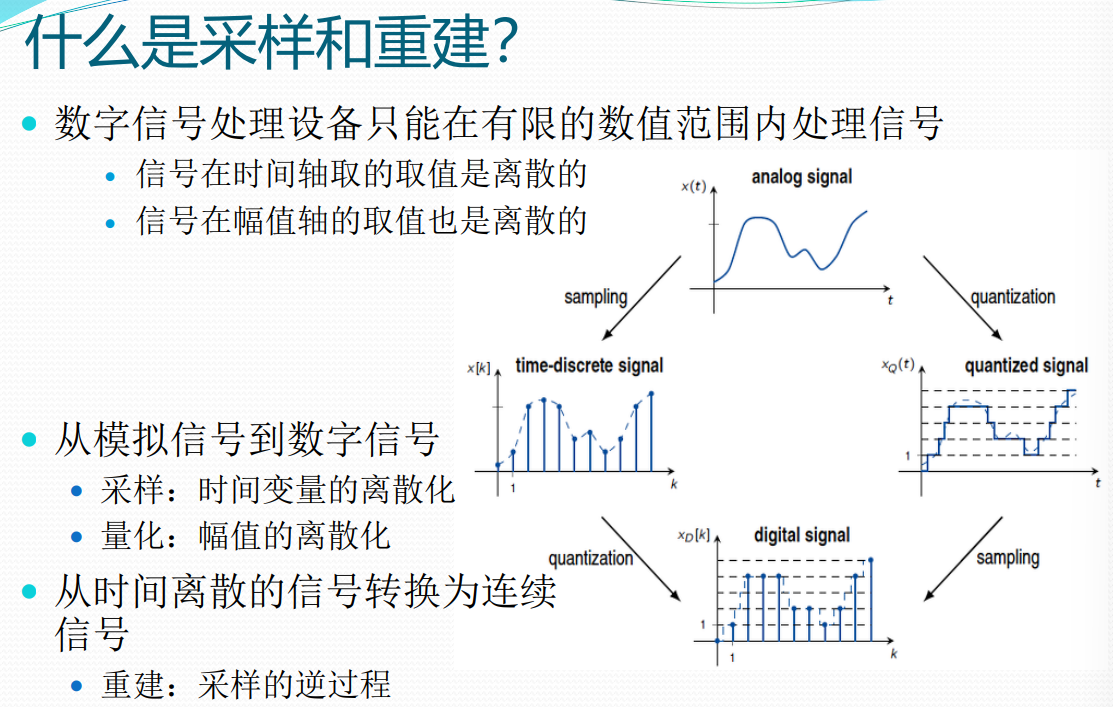 什么是采样和重建?
数字信号处理设备只能在有限的数值范围内处理信号
信号在时间轴取的取值是离散的
信号在幅值轴的取值也是离散的
x(t)
analog signal
t
sampling
quantization
x[k]
time-discrete signal
1
k
xQ(t)
quantized signal
1
t
从模拟信号到数字信号
采样：时间变量的离散化
量化：幅值的离散化
quantization
xD[k]
digital signal
sampling
1
1
k
从时间离散的信号转换为连续
信号
重建：采样的逆过程